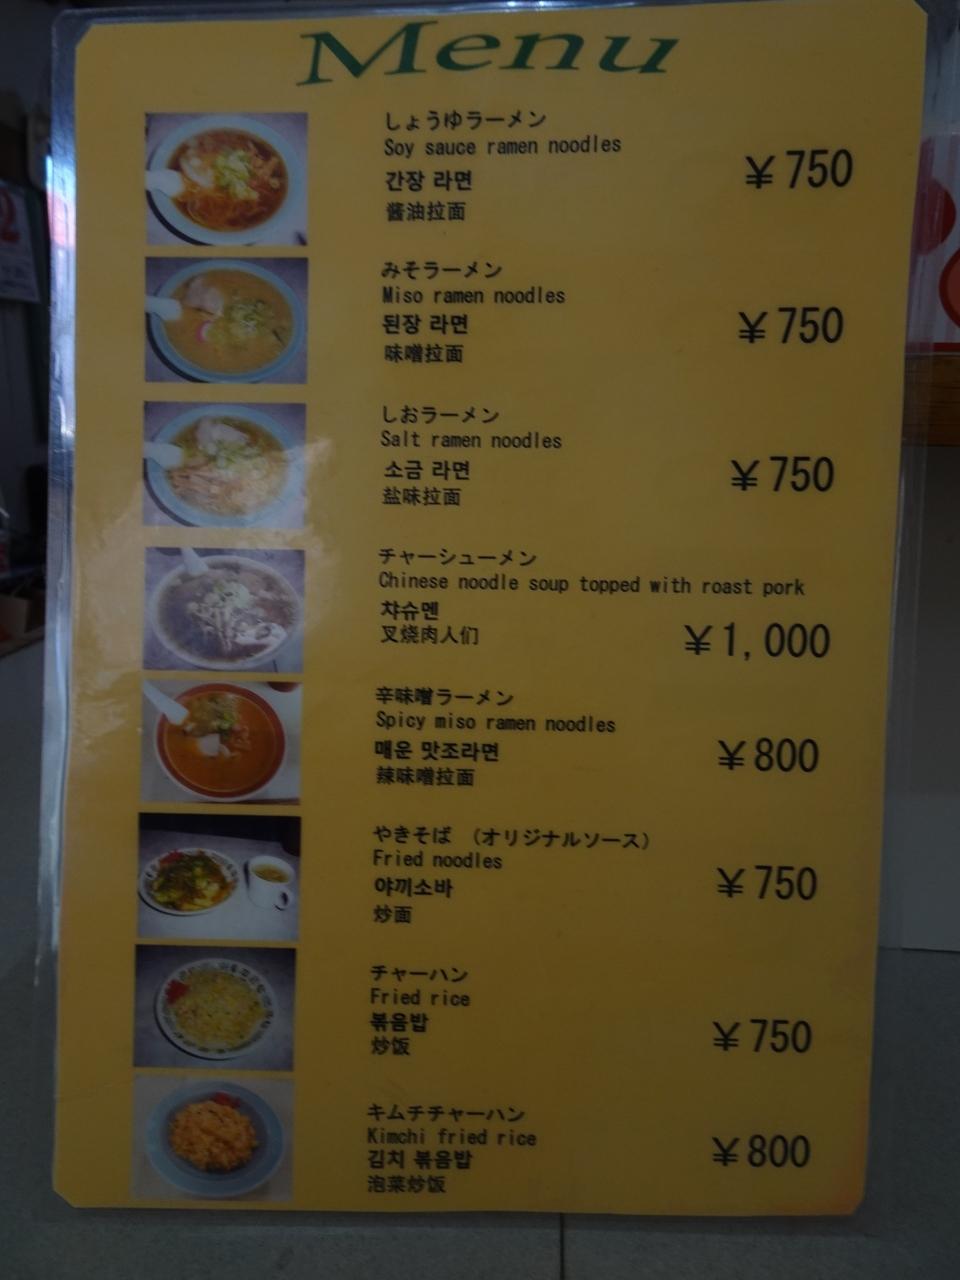 Menu
しょうゆラーメン
Soy sauce ramen noodles
간장 라면
酱油拉面
￥750
みそラーメン
Miso ramen noodles
된장 라면
味噌拉面
￥750
しおラーメン
Salt ramen noodles
소금 라면
盐味拉面
￥750
チャーシューメン
Chinese noodle soup topped with roast pork
챠슈멘
叉烧肉人们
￥1,000
辛味噌ラーメン
Spicy miso ramen noodles
매운 맛조라면
辣味噌拉面
￥800
やきそば （オリジナルソース）
Fried noodles
야끼소바
炒面
￥750
チャーハン
Fried rice
볶음밥
炒饭
￥750
キムチチャーハン
Kimchi fried rice
김치 볶음밥
泡菜炒饭
￥800